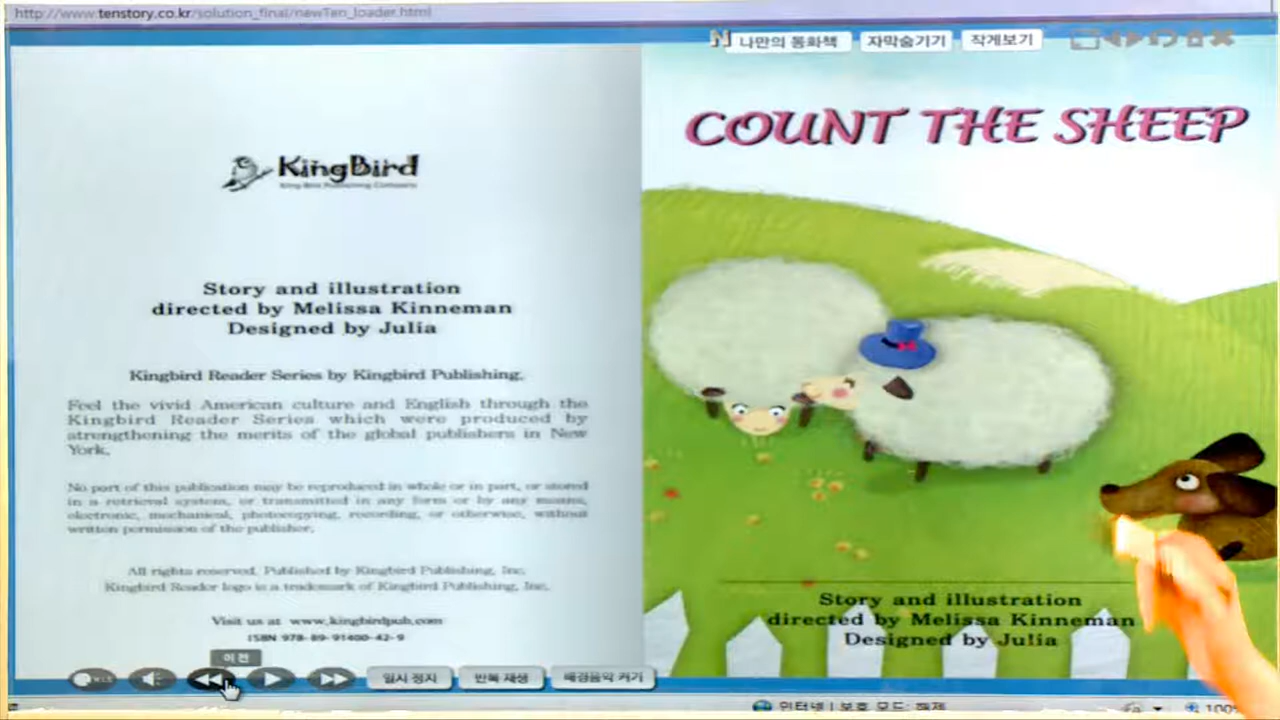 http://www.tenstory.co.kr/solution_final/newTen_loader.html
나만의 동화책 자막숨기기 작게보기
KingBird
King Bird Publishing Company
Story and illustration
directed by Melissa Kinneman
Designed by Julia
Kingbird Reader Series by Kingbird Publishing.
Feel the vivid American culture and English through the
Kingbird Reader Series which were produced by
strengthening the merits of the global publishers in New
York.
No part of this publication may be reproduced in whole or in part, or stored
in a retrieval system, or transmitted in any form or by any means,
electronic, mechanical, photocopying, recording, or otherwise, without
written permission of the publisher.
All rights reserved. Published by Kingbird Publishing, Inc.
Kingbird Reader logo is a trademark of Kingbird Publishing, Inc.
Visit us at www.kingbirdpub.com
ISBN 978-89-91400-42-9
COUNT THE SHEEP
Story and illustration
directed by Melissa Kinneman
Designed by Julia
이전
일시 정지 반복 재생 배경음악 켜기
인터넷 | 보호 모드: 해제
100%